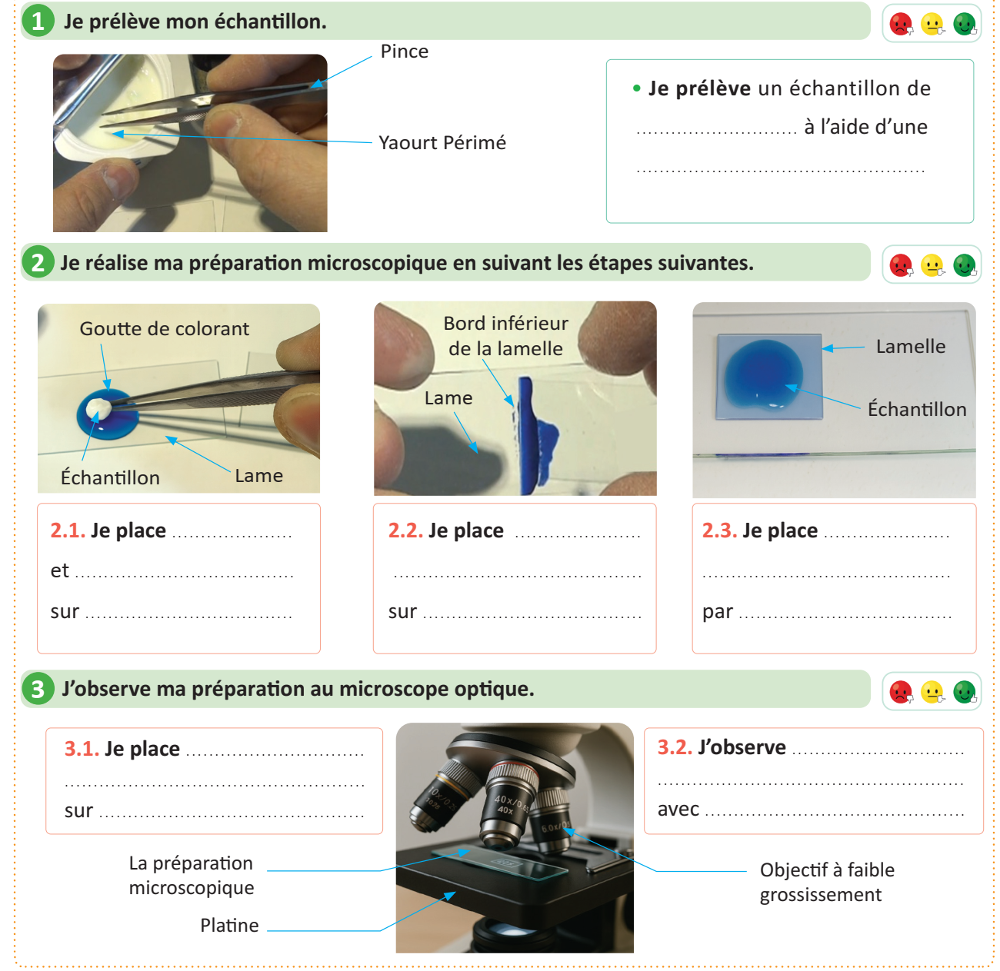 1 Je prélève mon échantillon.
Pince
Yaourt Périmé
• Je prélève un échantillon de
............................ à l’aide d’une
..................................................
2 Je réalise ma préparation microscopique en suivant les étapes suivantes.
Goutte de colorant
Échantillon
Lame
Bord inférieur
de la lamelle
Lame
Lamelle
Échantillon
2.1. Je place .....................
et ......................................
sur ....................................
2.2. Je place ......................
...........................................
sur ......................................
2.3. Je place ......................
...........................................
par .....................................
3 J’observe ma préparation au microscope optique.
3.1. Je place ...............................
....................................................
sur ..............................................
40x/0.65
40x
3.2. J’observe ..............................
.....................................................
avec .............................................
La préparation
microscopique
Platine
Objectif à faible
grossissement